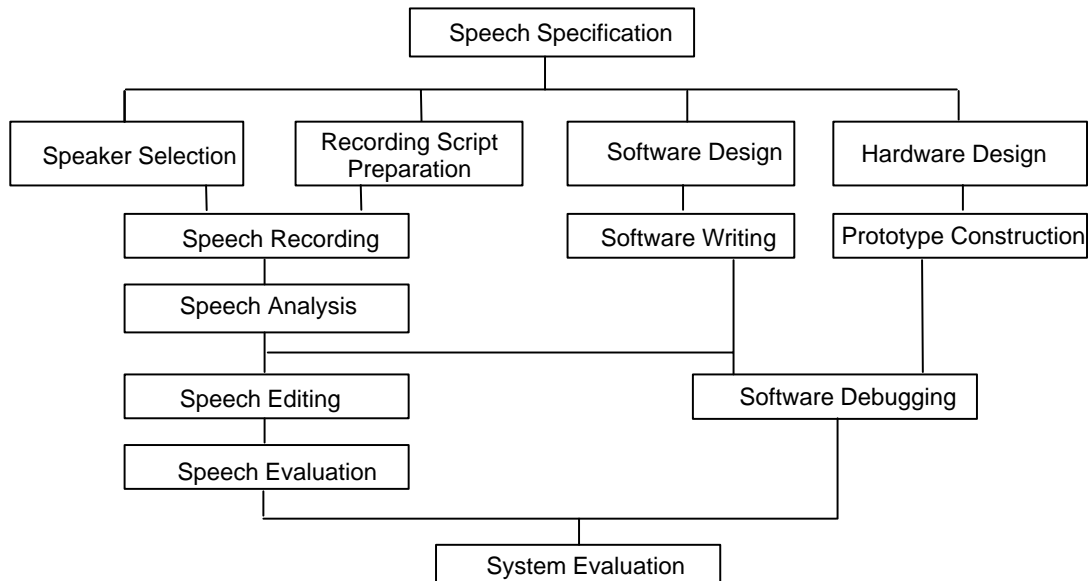 Speech Specification
Speaker Selection
Recording Script
Preparation
Software Design
Hardware Design
Speech Recording
Software Writing
Prototype Construction
Speech Analysis
Speech Editing
Software Debugging
Speech Evaluation
System Evaluation